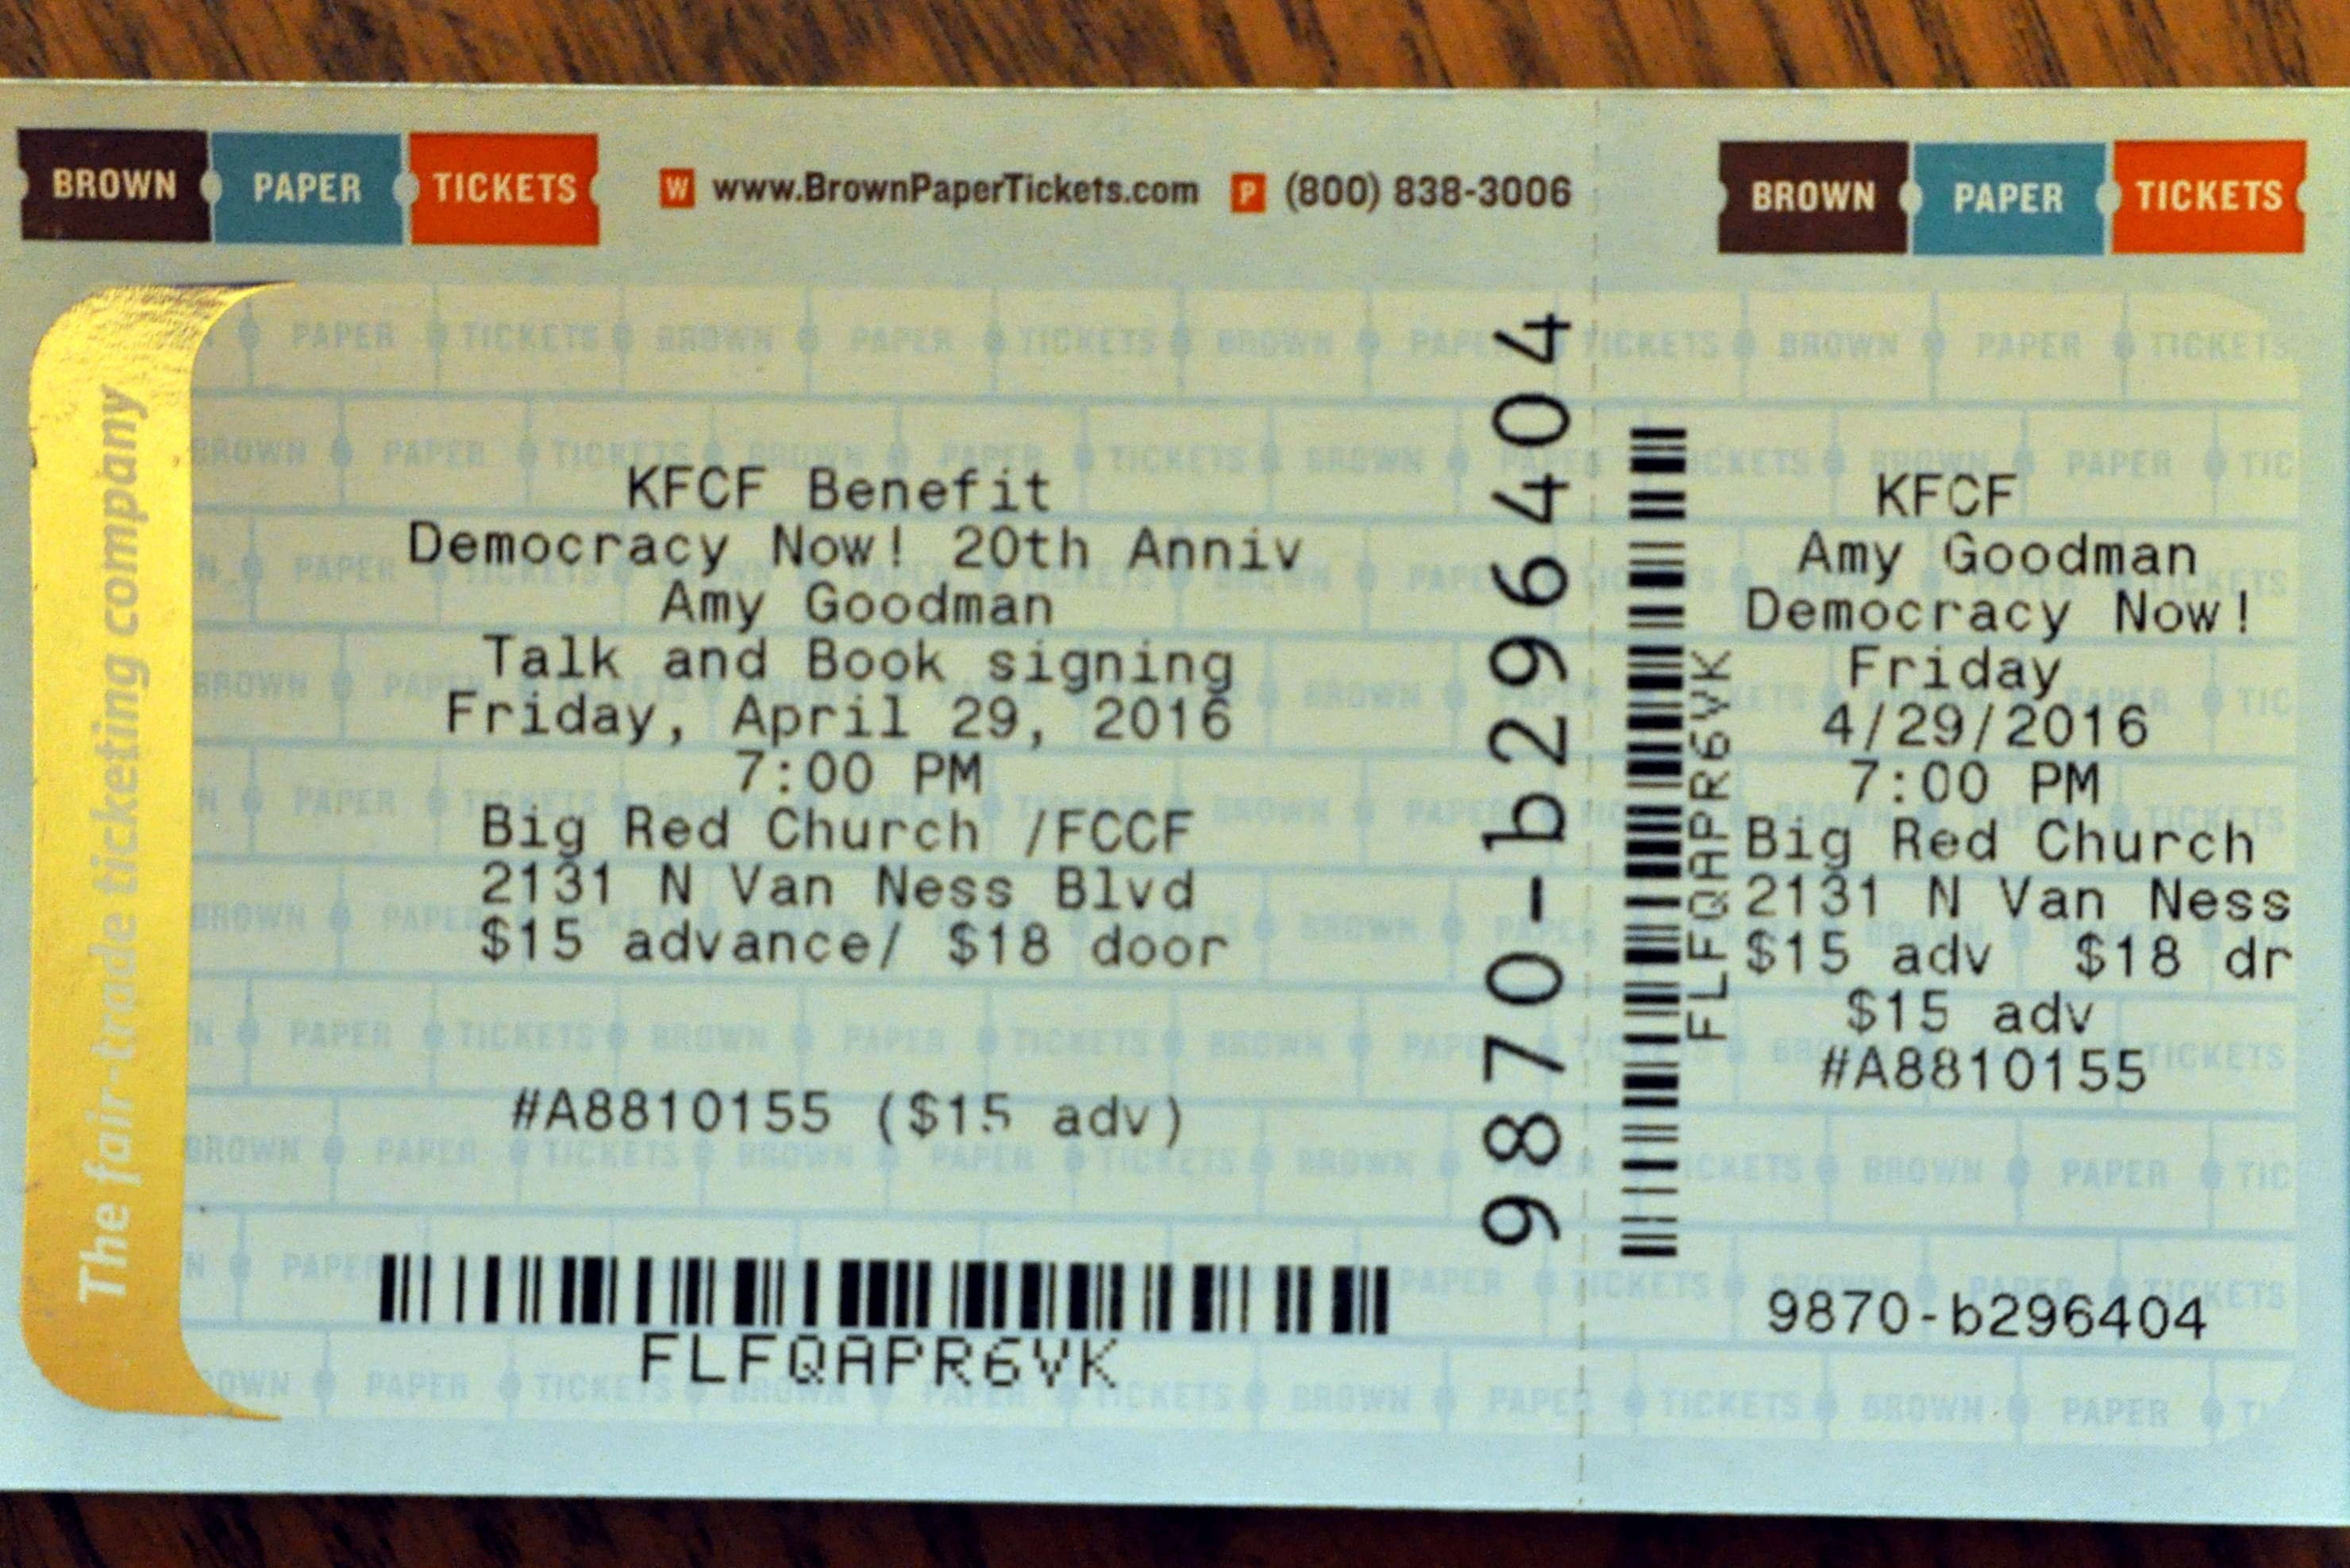 BROWN PAPER TICKETS
W www.BrownPaperTickets.com P (800) 838-3006
The fair-trade ticketing company
KFCF Benefit
Democracy Now! 20th Anniv
Amy Goodman
Talk and Book signing
Friday, April 29, 2016
7:00 PM
Big Red Church /FCCF
2131 N Van Ness Blvd
$15 advance/ $18 door
#A8810155 ($15 adv)
FLFQAPR6VK
9870-b296404
BROWN PAPER TICKETS
FLFQAPR6VK
KFCF
Amy Goodman
Democracy Now!
Friday
4/29/2016
7:00 PM
Big Red Church
2131 N Van Ness
$15 adv $18 dr
$15 adv
#A8810155
9870-b296404